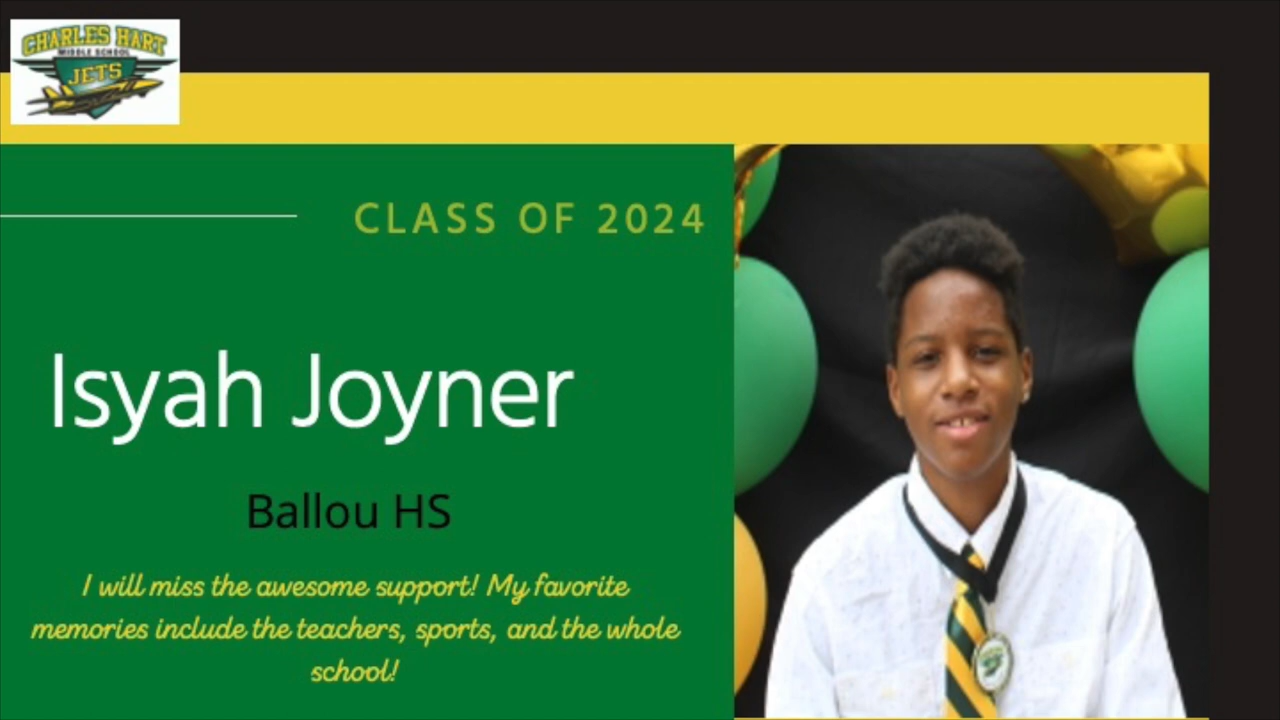 CHARLES HART
MIDDLE SCHOOL
JETS
CLASS OF 2024
Isyah Joyner
Ballou HS
I will miss the awesome support! My favorite
memories include the teachers, sports, and the whole
school!